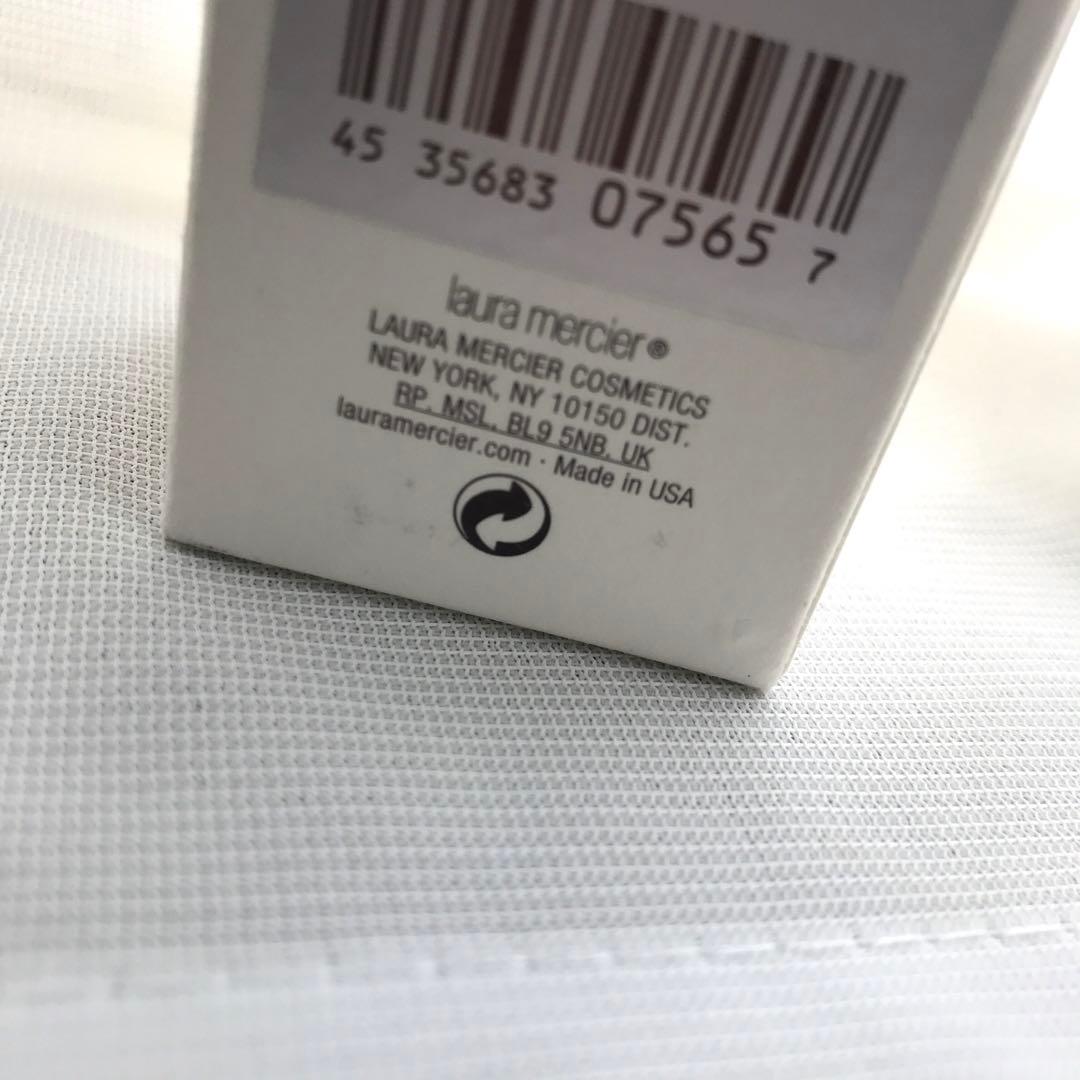 45 35683 07565 7
laura mercier®
LAURA MERCIER COSMETICS
NEW YORK, NY 10150 DIST.
RP. MSL. BL9 5NB. UK
lauramercier.com · Made in USA